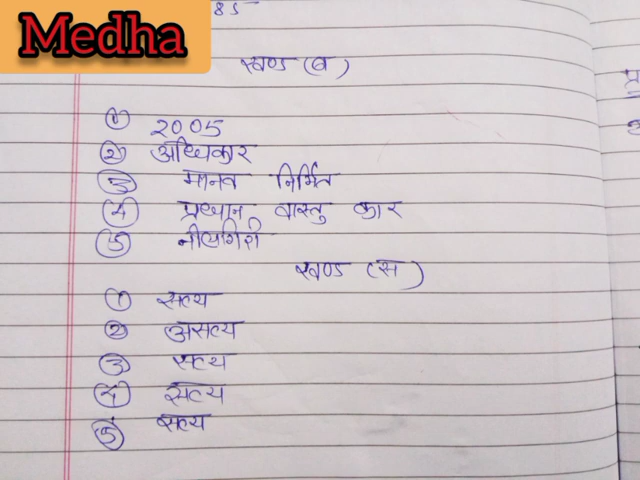 Medha
85
खण्ड (ब)
① 2005
② अधिकार
③ मानव निर्मित
④ प्रधान वास्तु कार
⑤ नीलगिरी
खण्ड (स)
① सत्य
② असत्य
③ सत्य
④ सत्य
⑤ सत्य